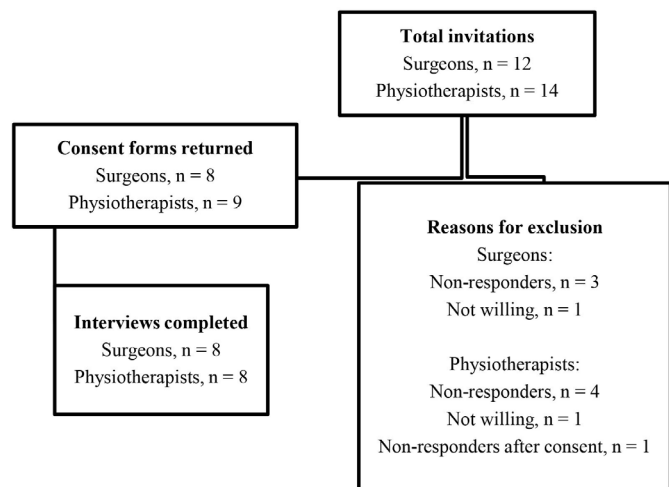 Total invitations
Surgeons, n = 12
Physiotherapists, n = 14
Consent forms returned
Surgeons, n = 8
Physiotherapists, n = 9
Interviews completed
Surgeons, n = 8
Physiotherapists, n = 8
Reasons for exclusion
Surgeons:
Non-responders, n = 3
Not willing, n = 1
Physiotherapists:
Non-responders, n = 4
Not willing, n = 1
Non-responders after consent, n = 1